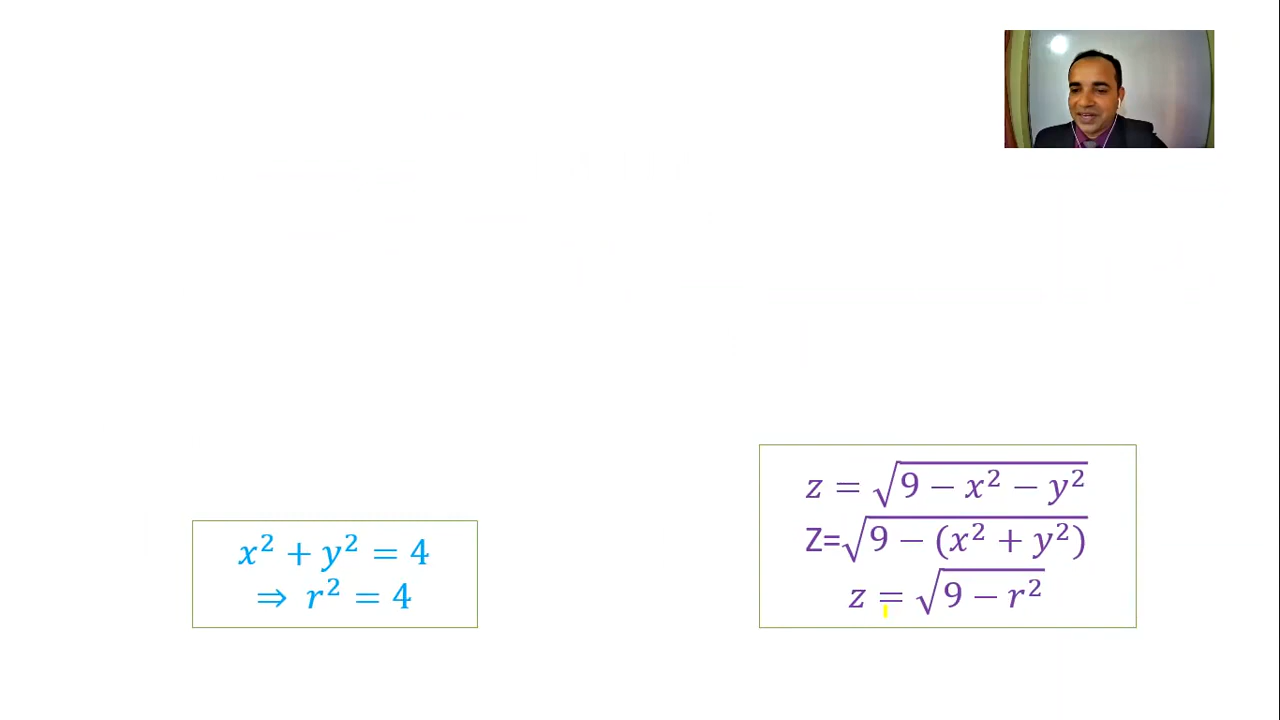 x² + y² = 4
⇒ r² = 4
z = √(9 − x² − y²)
Z=√(9 − (x² + y²))
z = √(9 − r²)